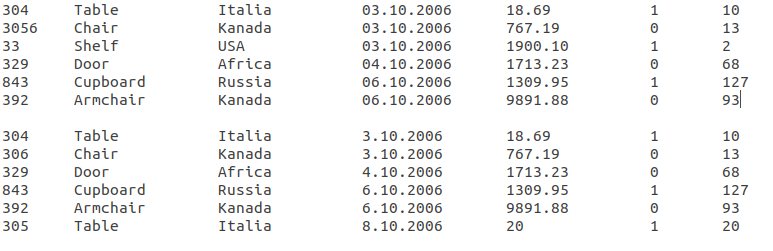 304 Table Italia 03.10.2006 18.69 1 10
3056 Chair Kanada 03.10.2006 767.19 0 13
33 Shelf USA 03.10.2006 1900.10 1 2
329 Door Africa 04.10.2006 1713.23 0 68
843 Cupboard Russia 06.10.2006 1309.95 1 127
392 Armchair Kanada 06.10.2006 9891.88 0 93
304 Table Italia 3.10.2006 18.69 1 10
306 Chair Kanada 3.10.2006 767.19 0 13
329 Door Africa 4.10.2006 1713.23 0 68
843 Cupboard Russia 6.10.2006 1309.95 1 127
392 Armchair Kanada 6.10.2006 9891.88 0 93
305 Table Italia 8.10.2006 20 1 20